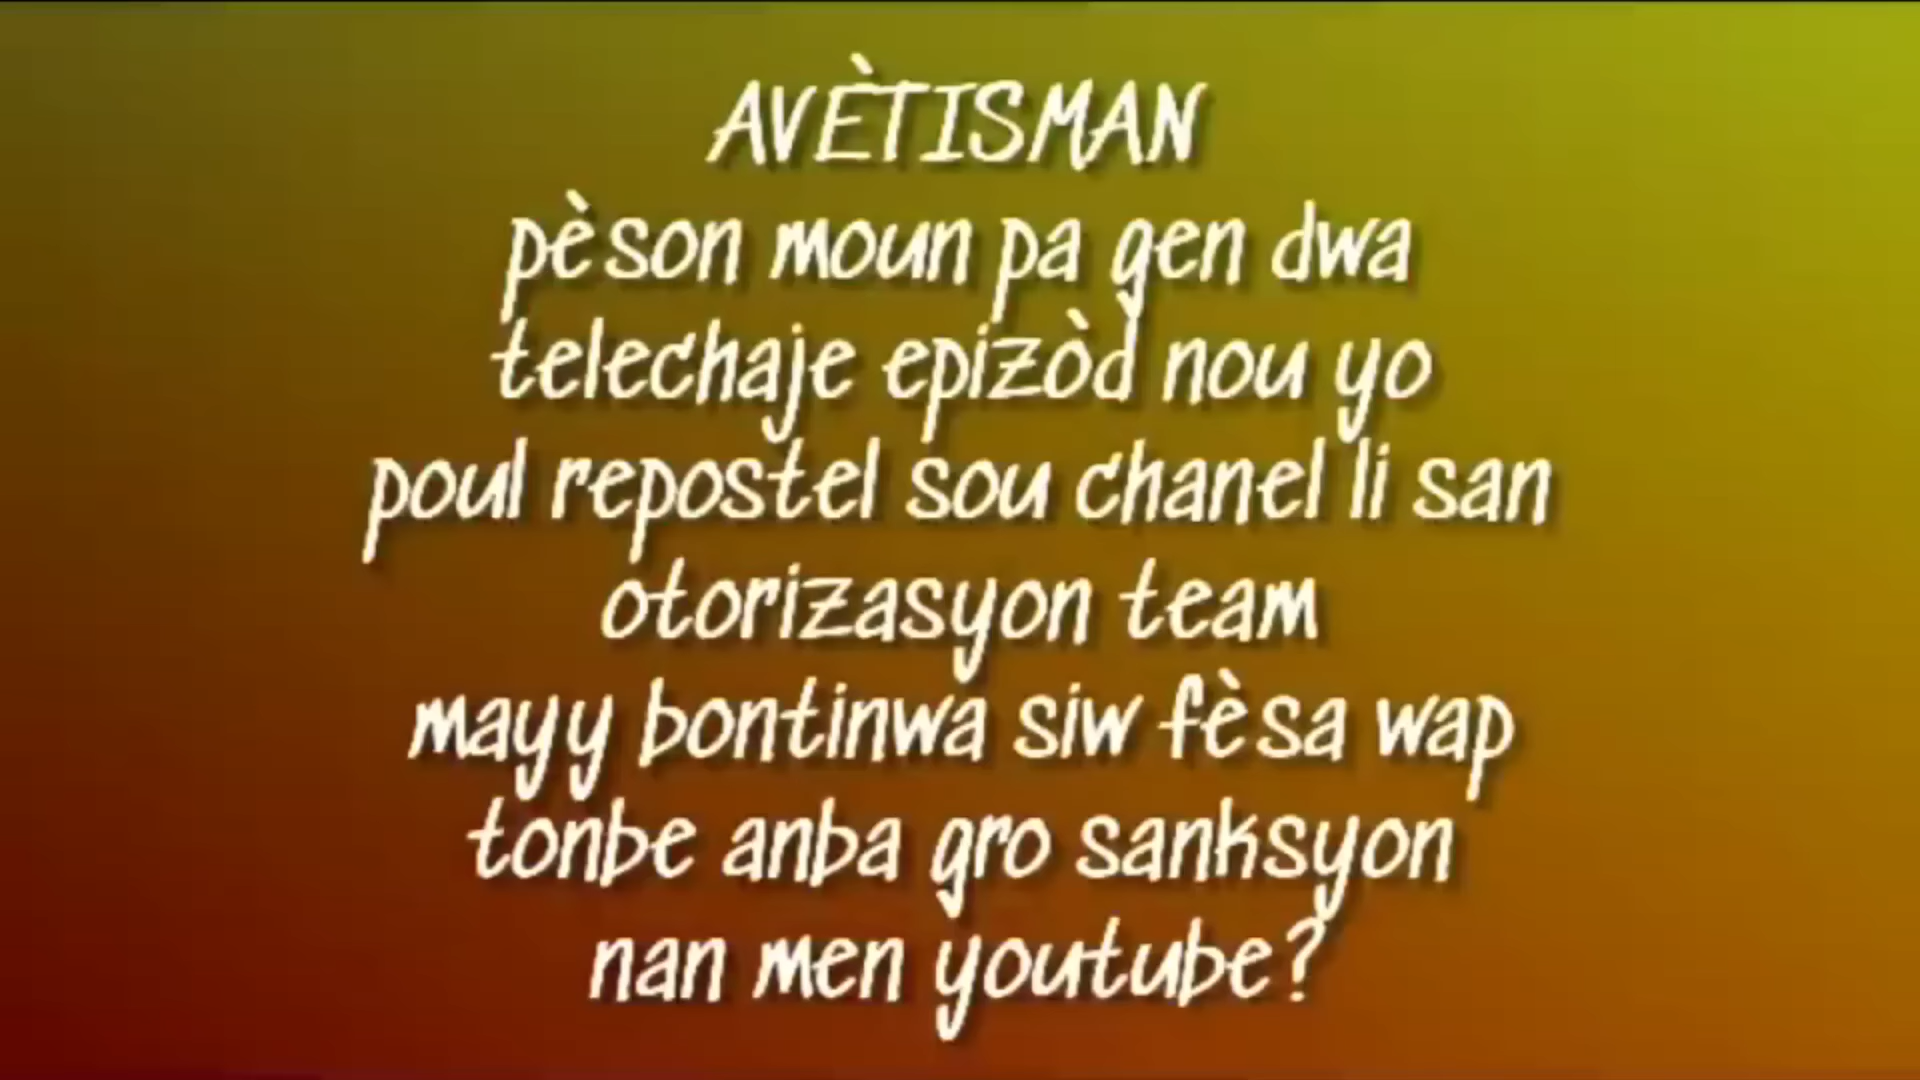 AVÈTISMAN
pèson moun pa gen dwa
telechaje epizòd nou yo
poul repostel sou chanel li san
otorizasyon team
mayy bontinwa siw fèsa wap
tonbe anba gro sanksyon
nan men youtube?